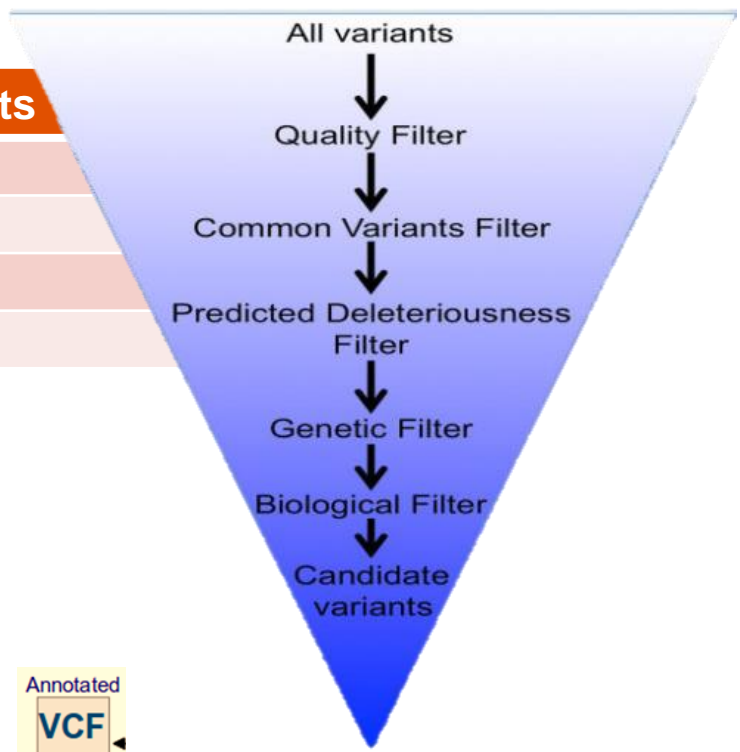 All variants
ts
Quality Filter
Common Variants Filter
Predicted Deleteriousness
Filter
Genetic Filter
Biological Filter
Candidate
variants
Annotated
VCF